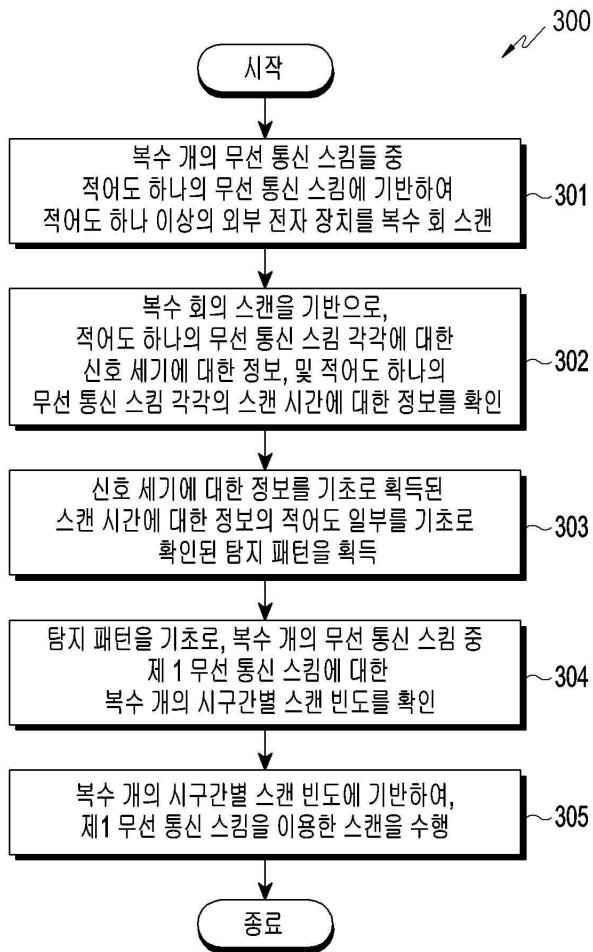 300
시작
복수 개의 무선 통신 스킴들 중
적어도 하나의 무선 통신 스킴에 기반하여
적어도 하나 이상의 외부 전자 장치를 복수 회 스캔
301
복수 회의 스캔을 기반으로,
적어도 하나의 무선 통신 스킴 각각에 대한
신호 세기에 대한 정보, 및 적어도 하나의
무선 통신 스킴 각각의 스캔 시간에 대한 정보를 확인
302
신호 세기에 대한 정보를 기초로 획득된
스캔 시간에 대한 정보의 적어도 일부를 기초로
확인된 탐지 패턴을 획득
303
탐지 패턴을 기초로, 복수 개의 무선 통신 스킴 중
제 1 무선 통신 스킴에 대한
복수 개의 시구간별 스캔 빈도를 확인
304
복수 개의 시구간별 스캔 빈도에 기반하여,
제1 무선 통신 스킴을 이용한 스캔을 수행
305
종료